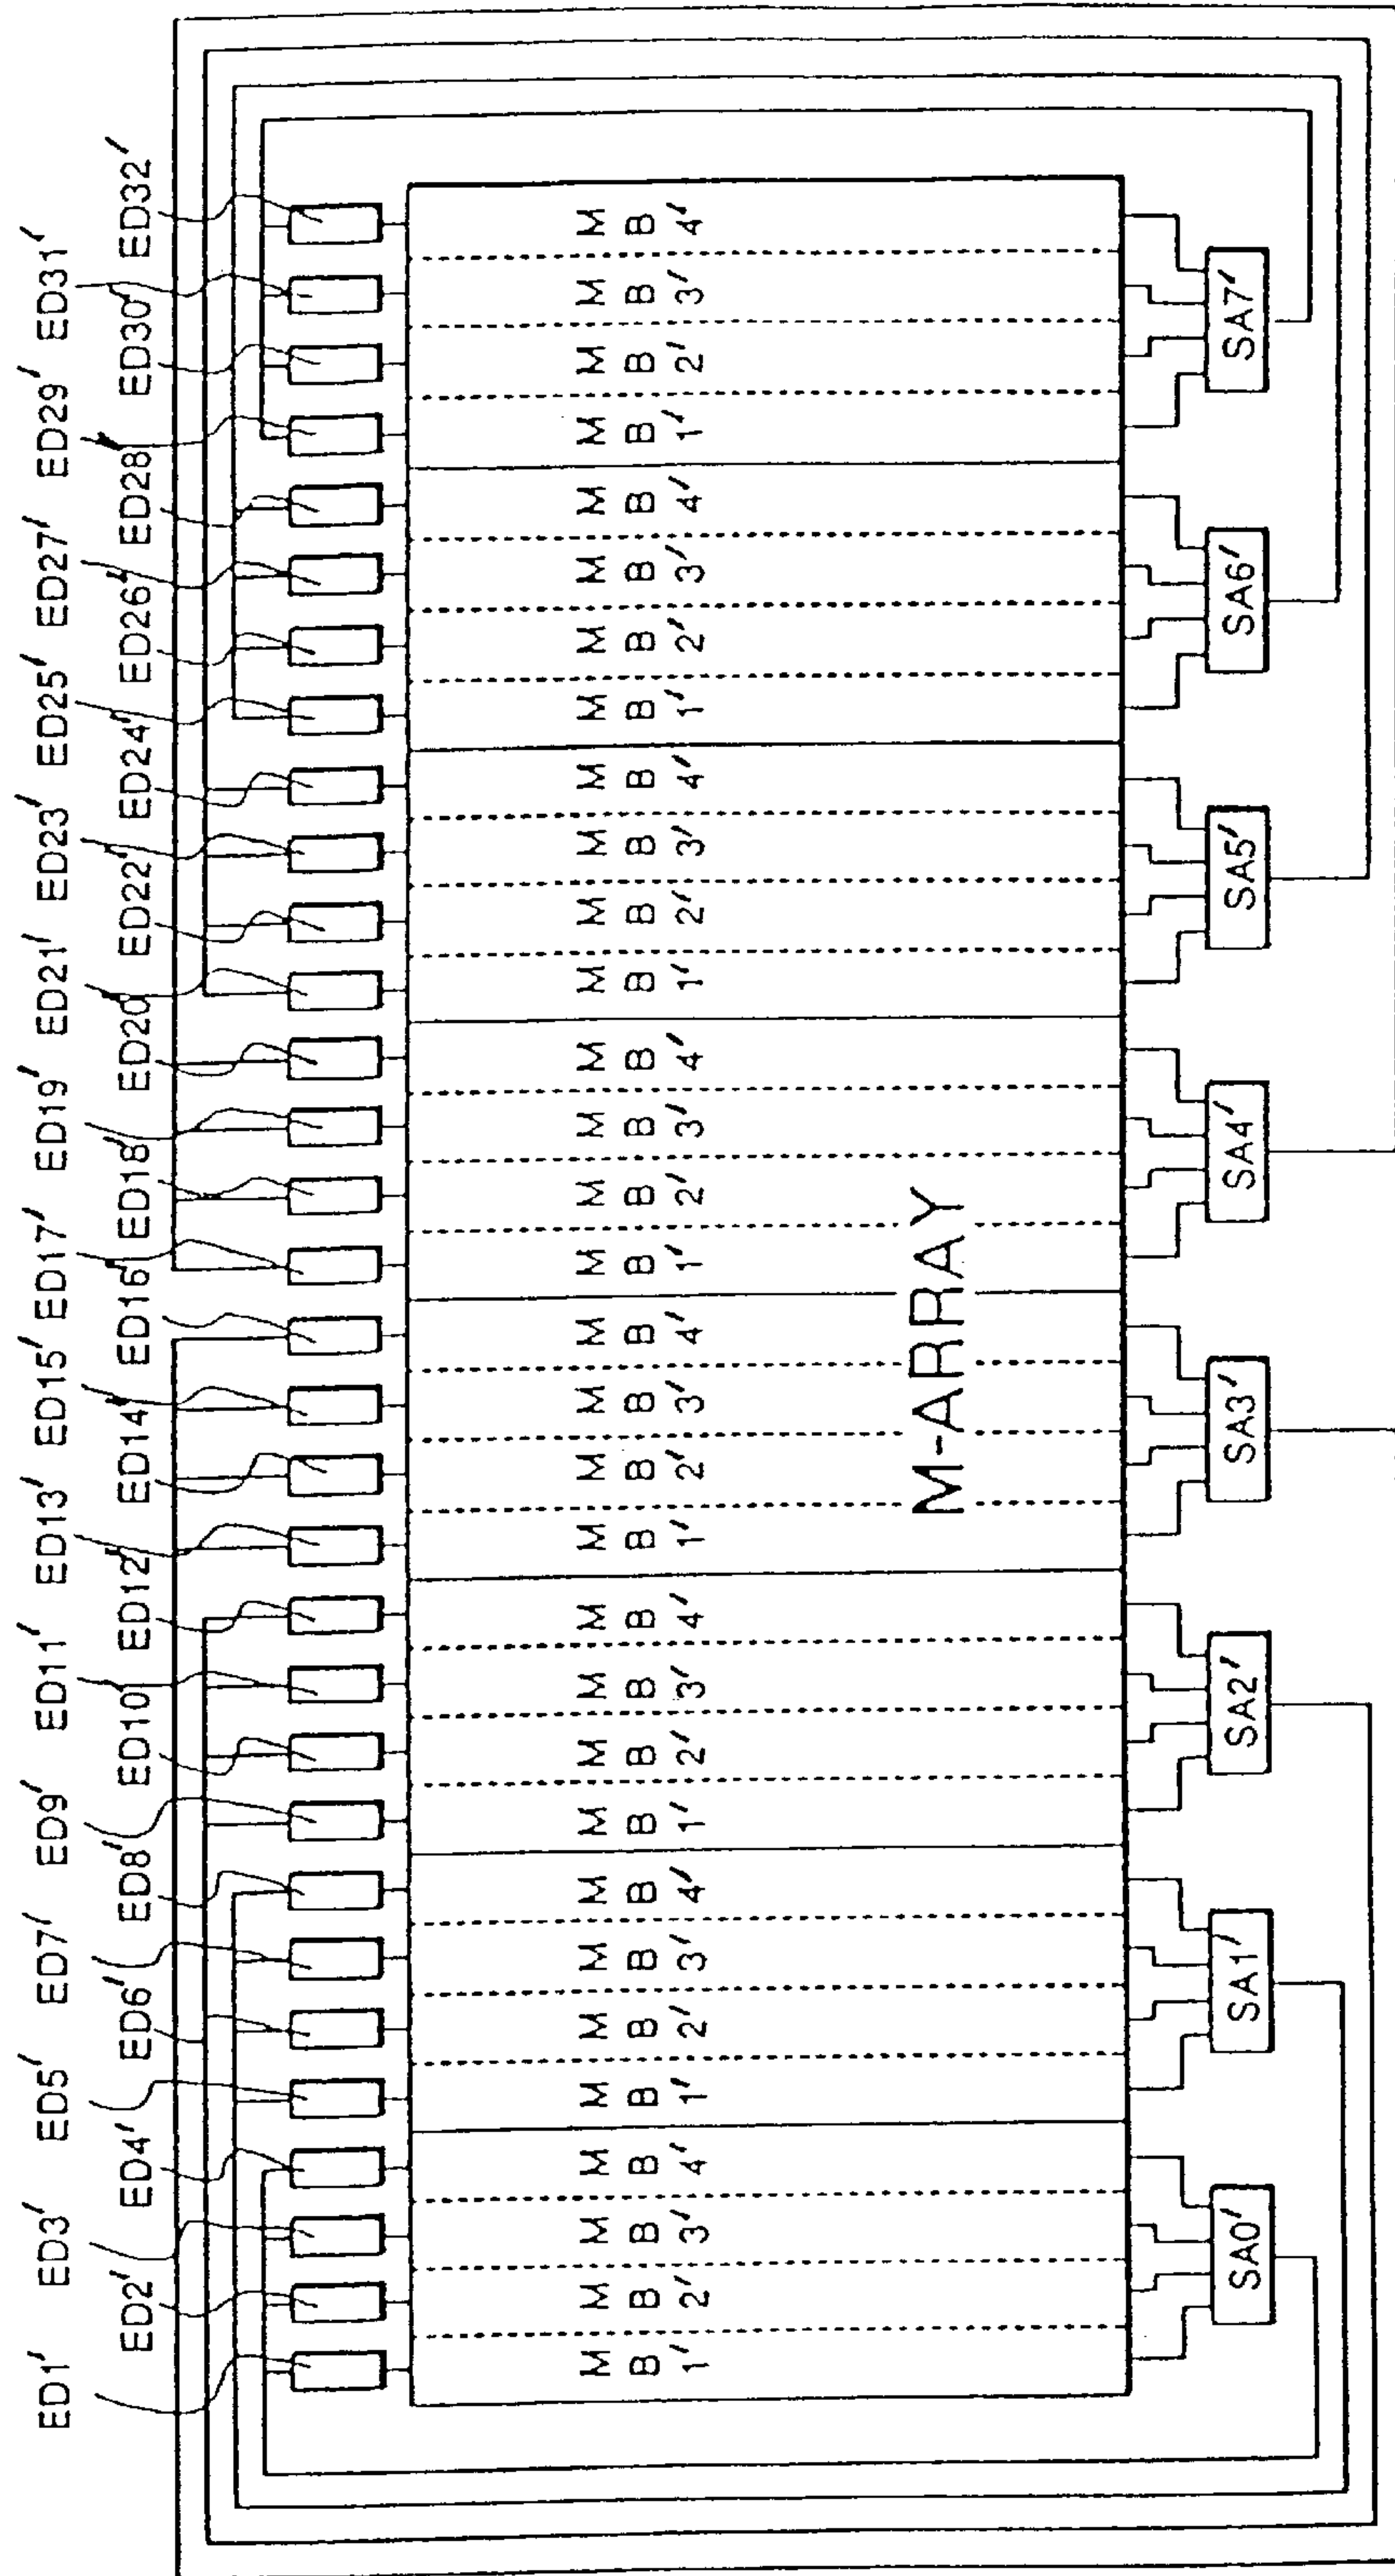 ED1' ED3' ED5' ED7' ED9' ED11' ED13' ED15' ED17' ED19' ED21' ED23' ED25' ED27' ED29' ED31'
ED2' ED4' ED6' ED8' ED10' ED12' ED14' ED16' ED18' ED20' ED22' ED24' ED26' ED28' ED30' ED32'
MB1' MB2' MB3' MB4' MB1' MB2' MB3' MB4' MB1' MB2' MB3' MB4' MB1' MB2' MB3' MB4' MB1' MB2' MB3' MB4' MB1' MB2' MB3' MB4' MB1' MB2' MB3' MB4' MB1' MB2' MB3' MB4'
M-ARRAY
SA0' SA1' SA2' SA3' SA4' SA5' SA6' SA7'